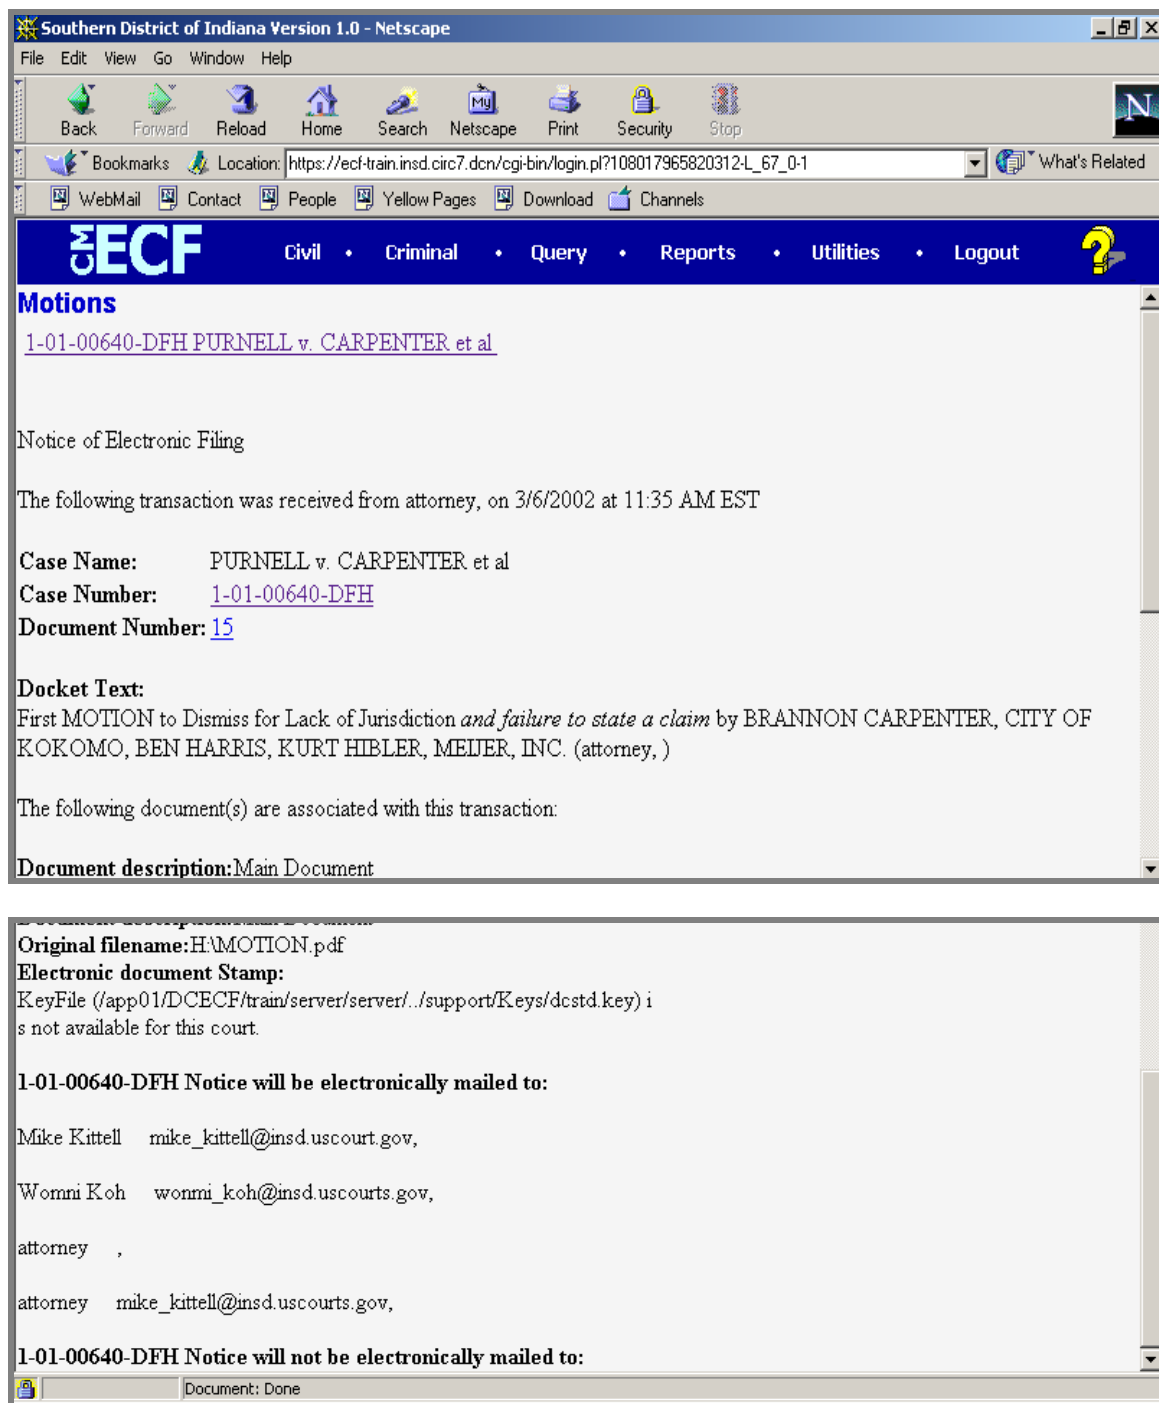 Southern District of Indiana Version 1.0 - Netscape
File Edit View Go Window Help
Back Forward Reload Home Search Netscape Print Security Stop
My
N
Bookmarks Location: https://ecf-train.insd.circ7.dcn/cgi-bin/login.pl?108017965820312-L_67_0-1 What's Related
WebMail Contact People Yellow Pages Download Channels
CM ECF Civil • Criminal • Query • Reports • Utilities • Logout ?
Motions
1-01-00640-DFH PURNELL v. CARPENTER et al
Notice of Electronic Filing
The following transaction was received from attorney, on 3/6/2002 at 11:35 AM EST
Case Name: PURNELL v. CARPENTER et al
Case Number: 1-01-00640-DFH
Document Number: 15
Docket Text:
First MOTION to Dismiss for Lack of Jurisdiction and failure to state a claim by BRANNON CARPENTER, CITY OF
KOKOMO, BEN HARRIS, KURT HIBLER, MEIJER, INC. (attorney, )
The following document(s) are associated with this transaction:
Document description:Main Document
Document description:Main Document
Original filename:H:\MOTION.pdf
Electronic document Stamp:
KeyFile (/app01/DCECF/train/server/server/../support/Keys/dcstd.key) i
s not available for this court.
1-01-00640-DFH Notice will be electronically mailed to:
Mike Kittell mike_kittell@insd.uscourt.gov,
Womni Koh wonmi_koh@insd.uscourts.gov,
attorney ,
attorney mike_kittell@insd.uscourts.gov,
1-01-00640-DFH Notice will not be electronically mailed to:
Document: Done